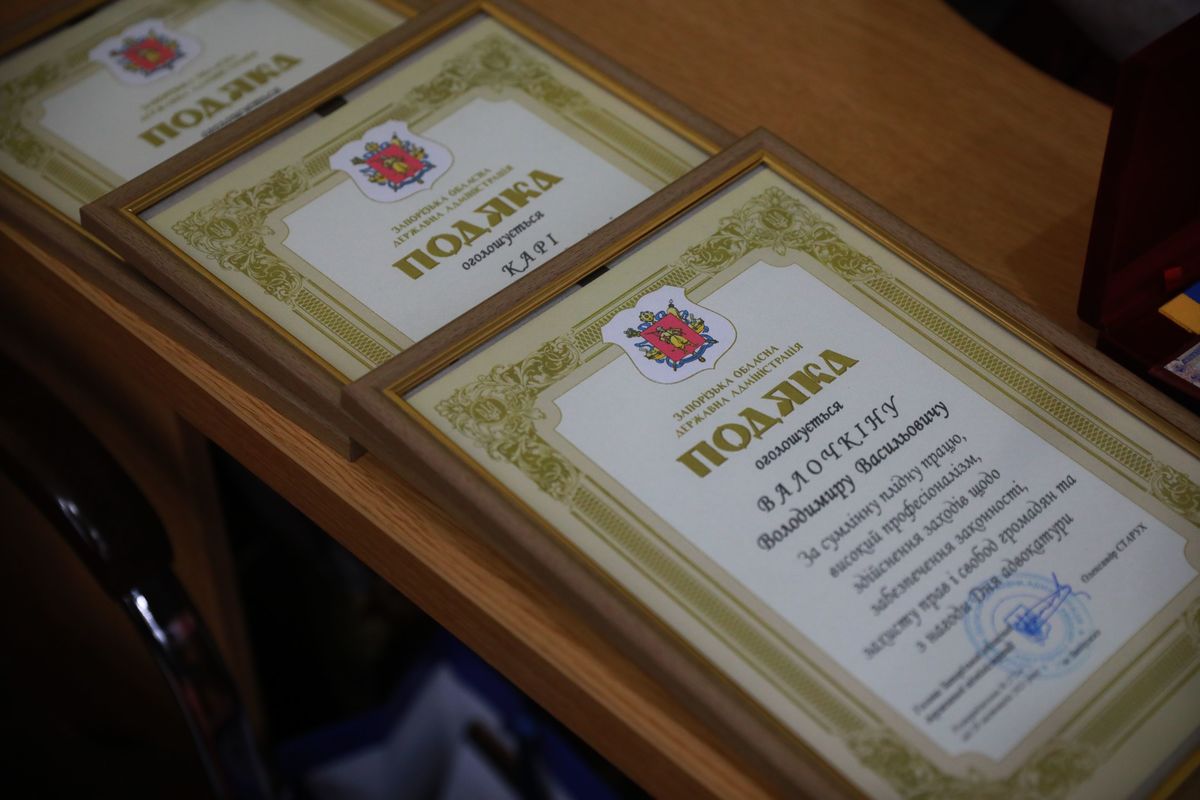 ПОДЯКА
оголошується
ЗАПОРІЗЬКА ОБЛАСНА
ДЕРЖАВНА АДМІНІСТРАЦІЯ
ПОДЯКА
оголошується
КАРІ
ЗАПОРІЗЬКА ОБЛАСНА
ДЕРЖАВНА АДМІНІСТРАЦІЯ
ПОДЯКА
оголошується
ВАЛОЧКІНУ
Володимиру Васильовичу
За сумлінну плідну працю,
високий професіоналізм,
здійснення заходів щодо
забезпечення законності,
захисту прав і свобод громадян та
з нагоди Дня адвокатури
Олександр СТАРУХ